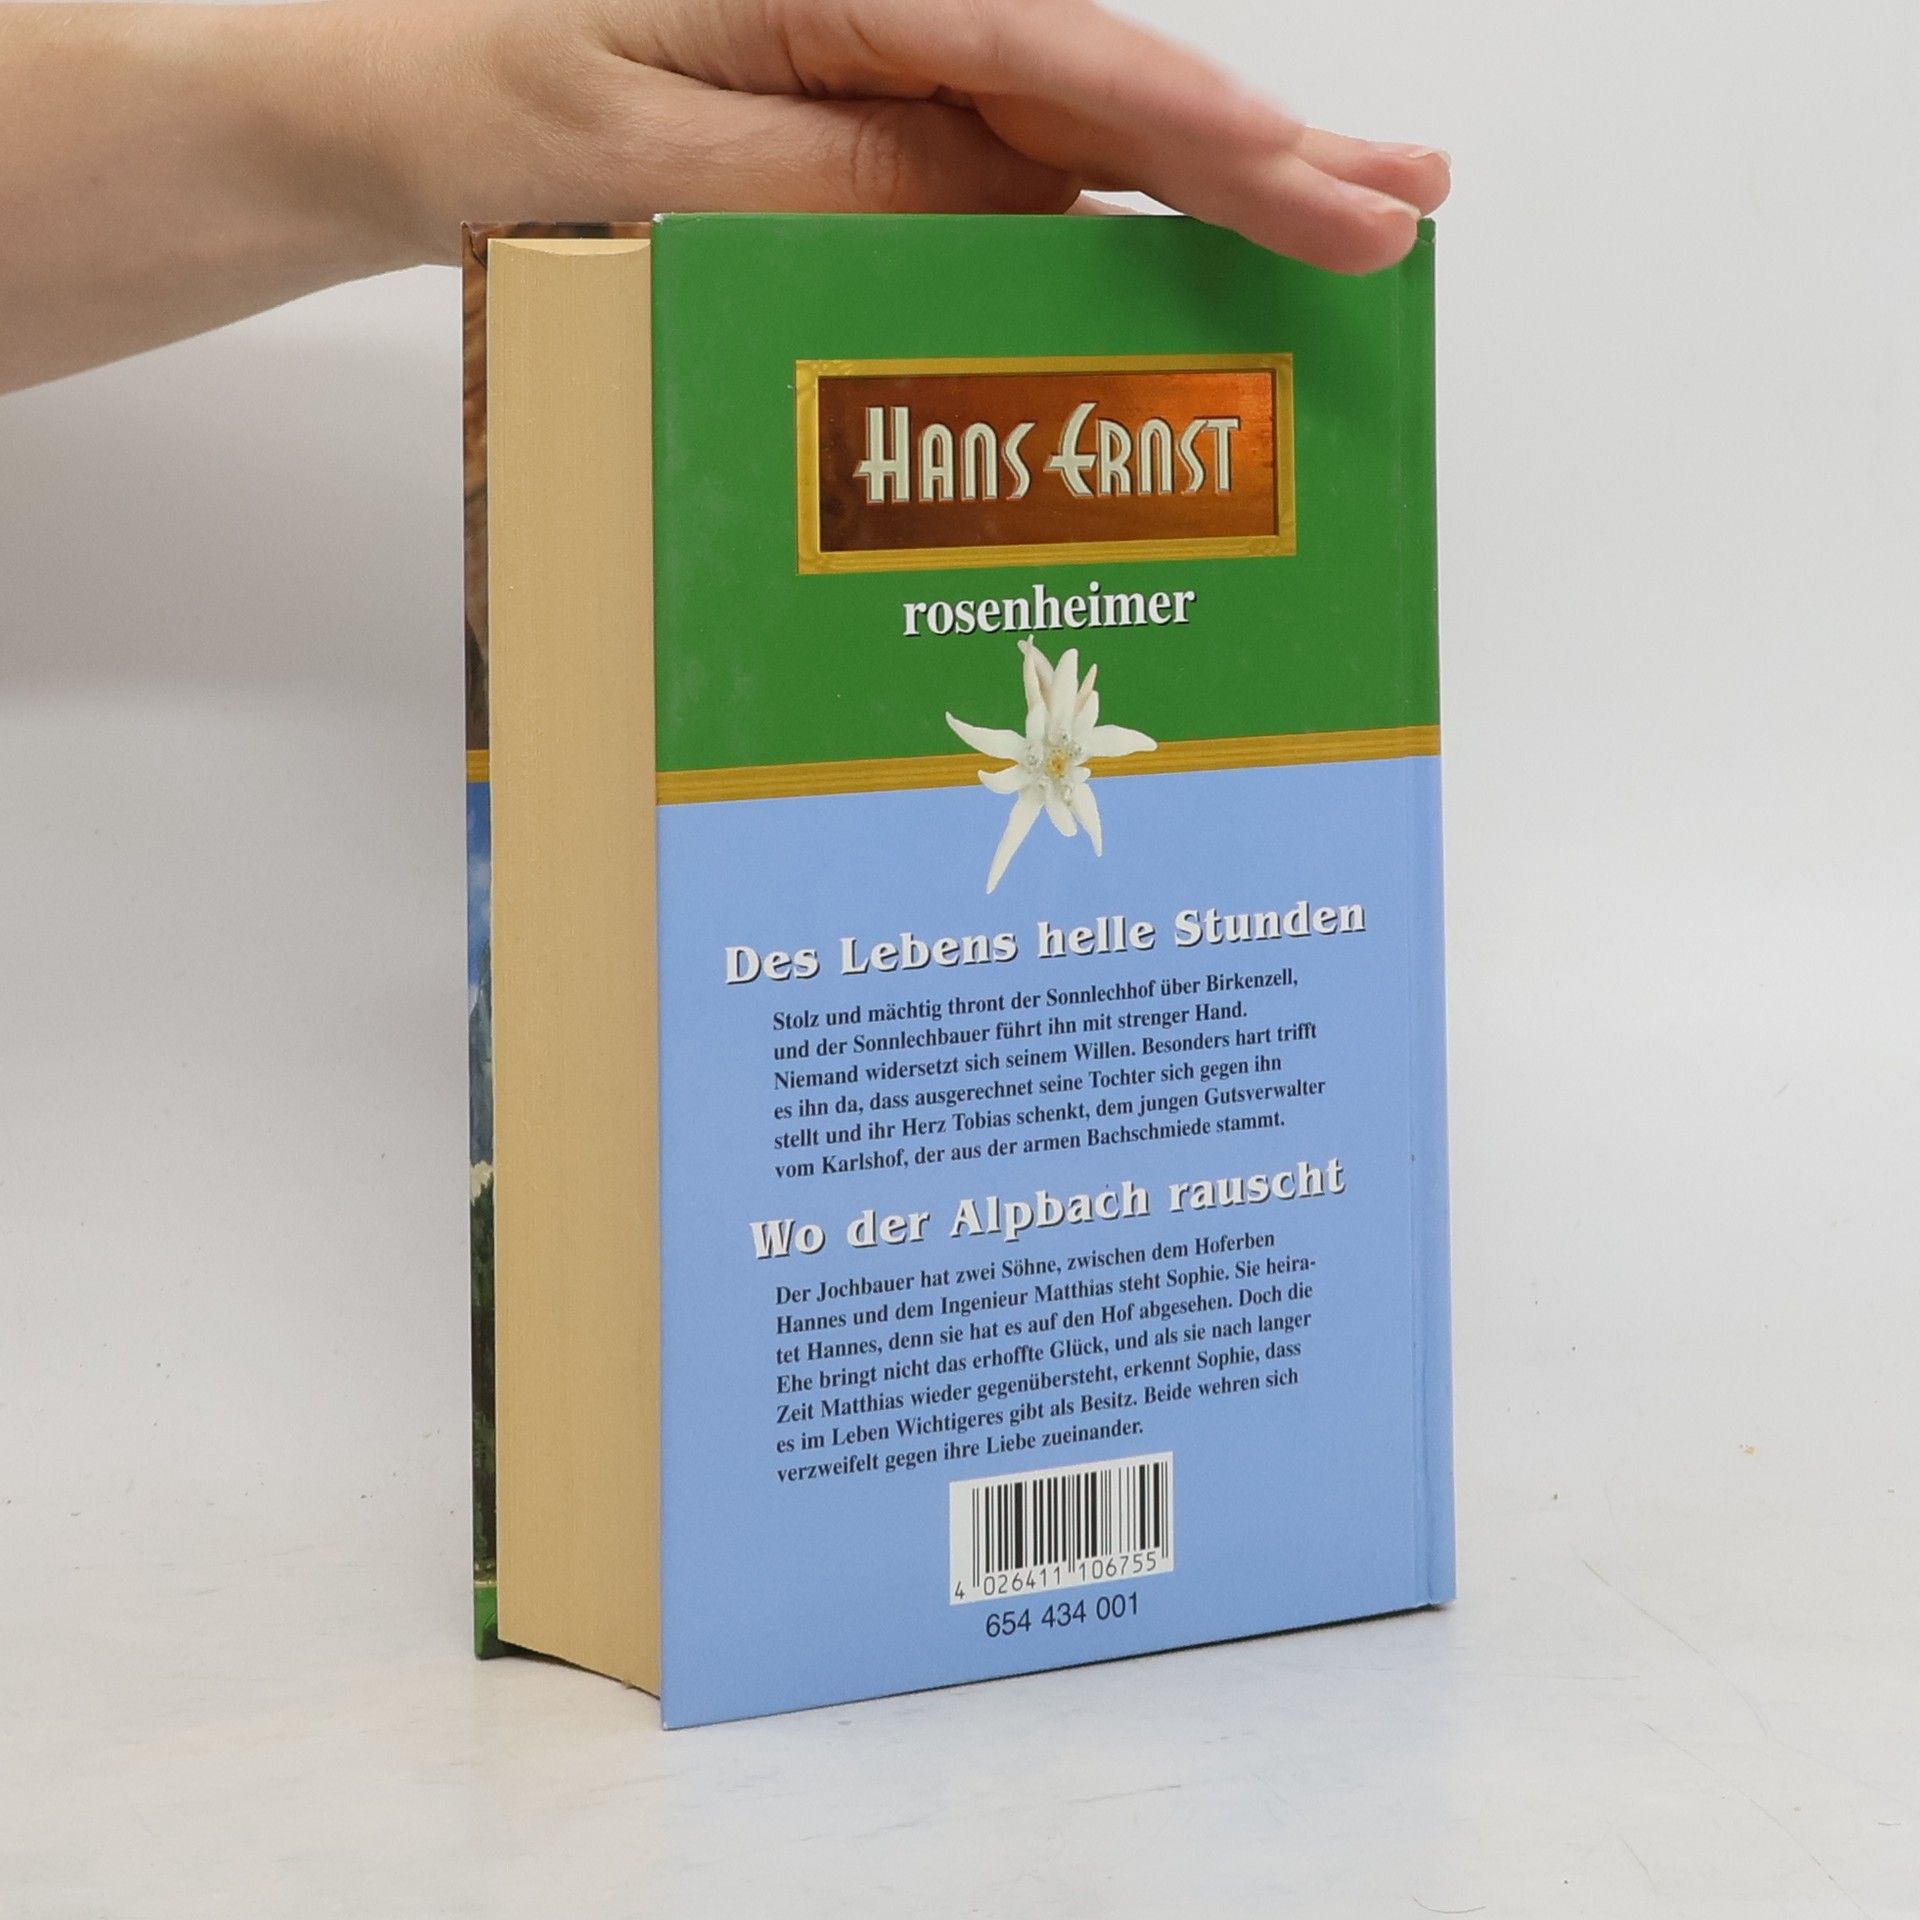 HANS ERNST
rosenheimer
Des Lebens helle Stunden
Stolz und mächtig thront der Sonnlechhof über Birkenzell,
und der Sonnlechbauer führt ihn mit strenger Hand.
Niemand widersetzt sich seinem Willen. Besonders hart trifft
es ihn da, dass ausgerechnet seine Tochter sich gegen ihn
stellt und ihr Herz Tobias schenkt, dem jungen Gutsverwalter
vom Karlshof, der aus der armen Bachschmiede stammt.
Wo der Alpbach rauscht
Der Jochbauer hat zwei Söhne, zwischen dem Hoferben
Hannes und dem Ingenieur Matthias steht Sophie. Sie heira-
tet Hannes, denn sie hat es auf den Hof abgesehen. Doch die
Ehe bringt nicht das erhoffte Glück, und als sie nach langer
Zeit Matthias wieder gegenübersteht, erkennt Sophie, dass
es im Leben Wichtigeres gibt als Besitz. Beide wehren sich
verzweifelt gegen ihre Liebe zueinander.
4 026411 106755
654 434 001